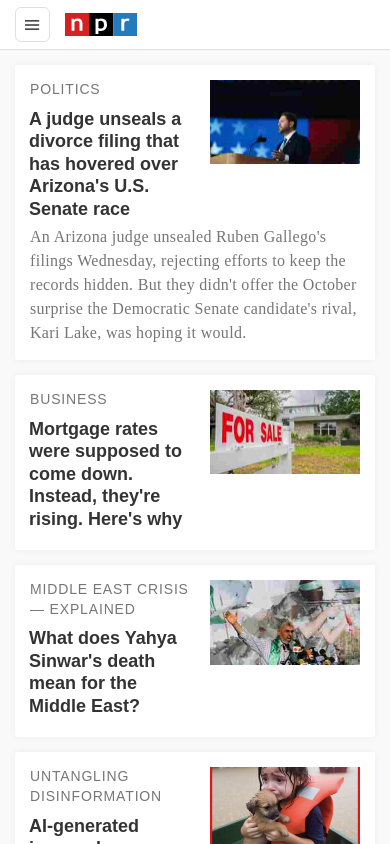 npr
POLITICS
A judge unseals a
divorce filing that
has hovered over
Arizona's U.S.
Senate race
An Arizona judge unsealed Ruben Gallego's
filings Wednesday, rejecting efforts to keep the
records hidden. But they didn't offer the October
surprise the Democratic Senate candidate's rival,
Kari Lake, was hoping it would.
BUSINESS
Mortgage rates
were supposed to
come down.
Instead, they're
rising. Here's why
FOR SALE
MIDDLE EAST CRISIS
— EXPLAINED
What does Yahya
Sinwar's death
mean for the
Middle East?
UNTANGLING
DISINFORMATION
AI-generated